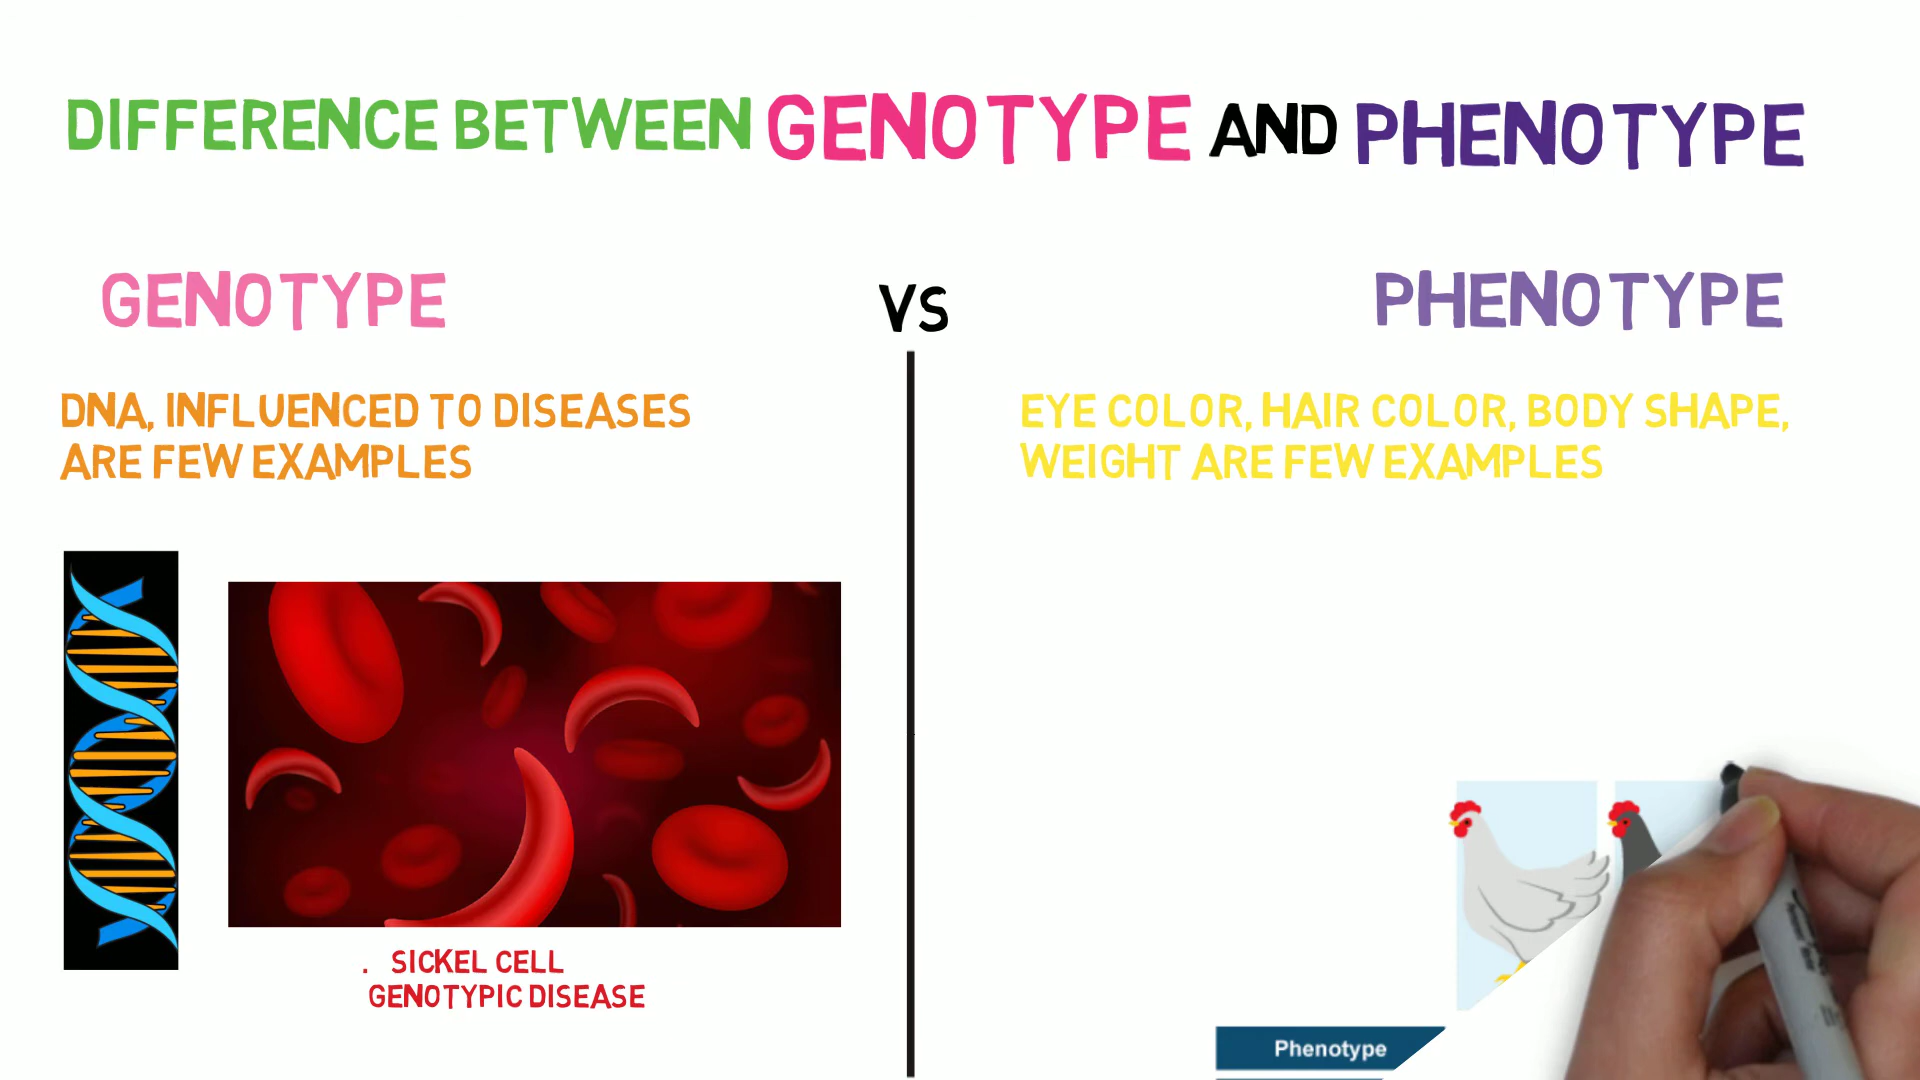 DIFFERENCE BETWEEN GENOTYPE AND PHENOTYPE
GENOTYPE
VS
PHENOTYPE
DNA, INFLUENCED TO DISEASES
ARE FEW EXAMPLES
EYE COLOR, HAIR COLOR, BODY SHAPE,
WEIGHT ARE FEW EXAMPLES
. SICKEL CELL
GENOTYPIC DISEASE
Phenotype